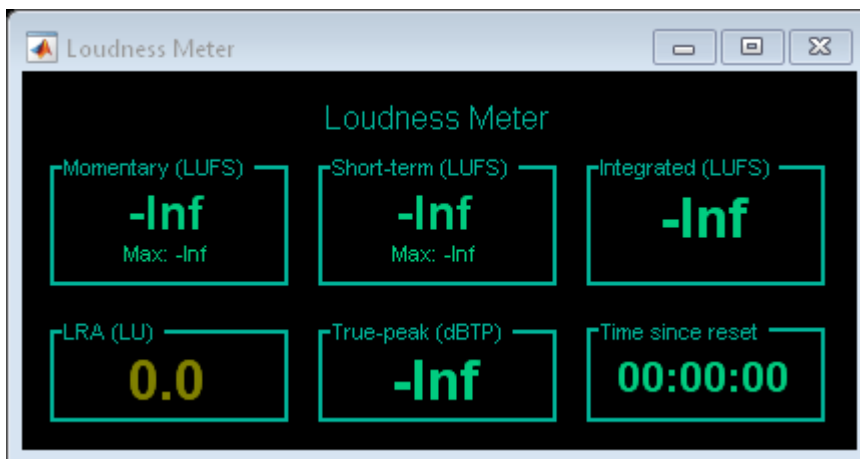 Loudness Meter
Loudness Meter
Momentary (LUFS) Short-term (LUFS) Integrated (LUFS)
-Inf -Inf -Inf
Max: -Inf Max: -Inf
LRA (LU) True-peak (dBTP) Time since reset
0.0 -Inf 00:00:00